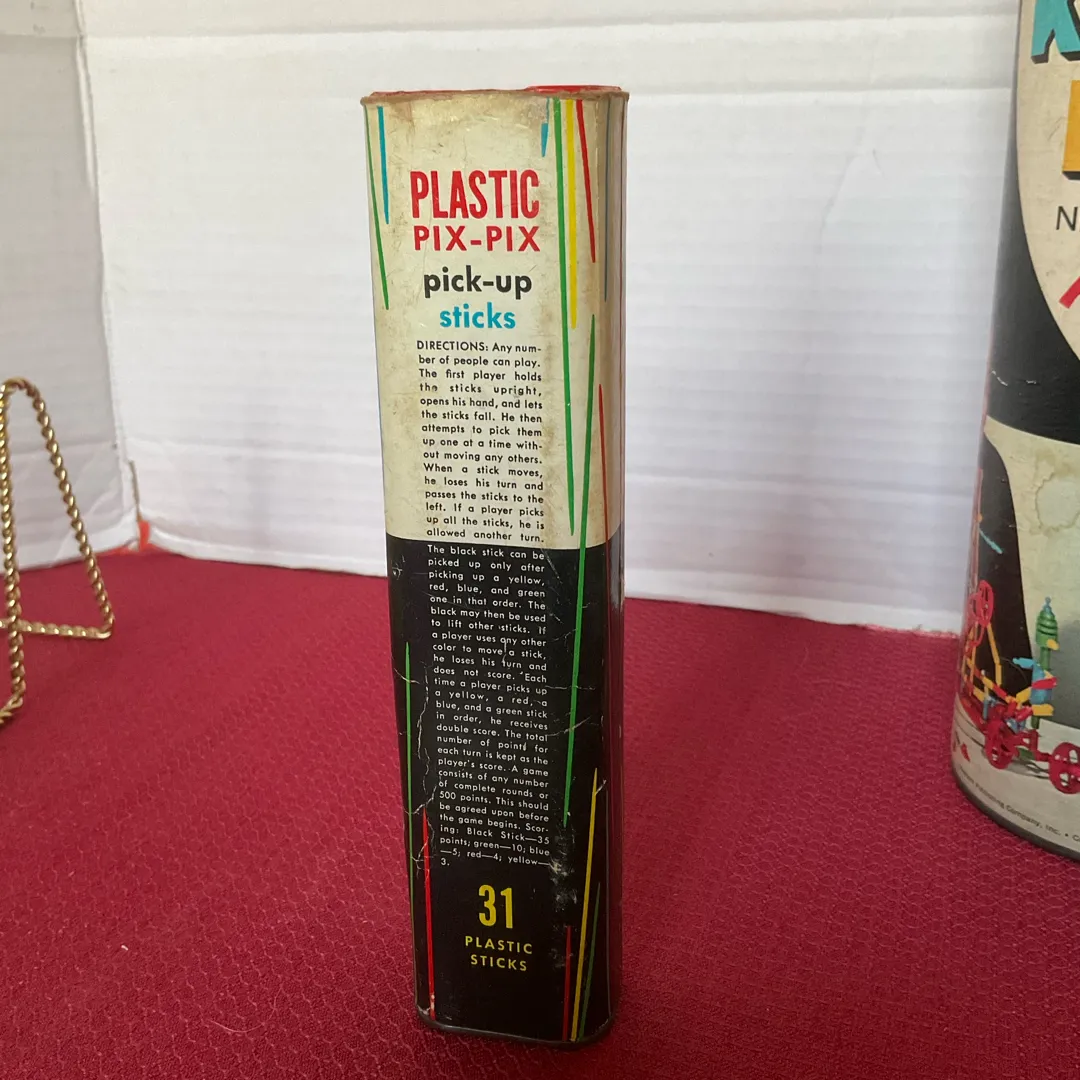 PLASTIC
PIX-PIX
pick-up
sticks
DIRECTIONS: Any num-
ber of people can play.
The first player holds
the sticks upright,
opens his hand, and lets
the sticks fall. He then
attempts to pick them
up one at a time with-
out moving any others.
When a stick moves,
he loses his turn and
passes the sticks to the
left. If a player picks
up all the sticks, he is
allowed another turn.
The black stick can be
picked up only after
picking up a yellow,
red, blue, and green
one in that order. The
black may then be used
to lift other sticks. If
a player uses any other
color to move a stick,
he loses his turn and
does not score. Each
time a player picks up
a yellow, a red, a
blue, and a green stick
in order, he receives
double score. The total
number of points for
each turn is kept as the
player's score. A game
consists of any number
of complete rounds or
500 points. This should
be agreed upon before
the game begins. Scor-
ing: Black Stick—35
points; green—10; blue
—5; red—4; yellow—
3.
31
PLASTIC
STICKS
N
Company, Inc. •